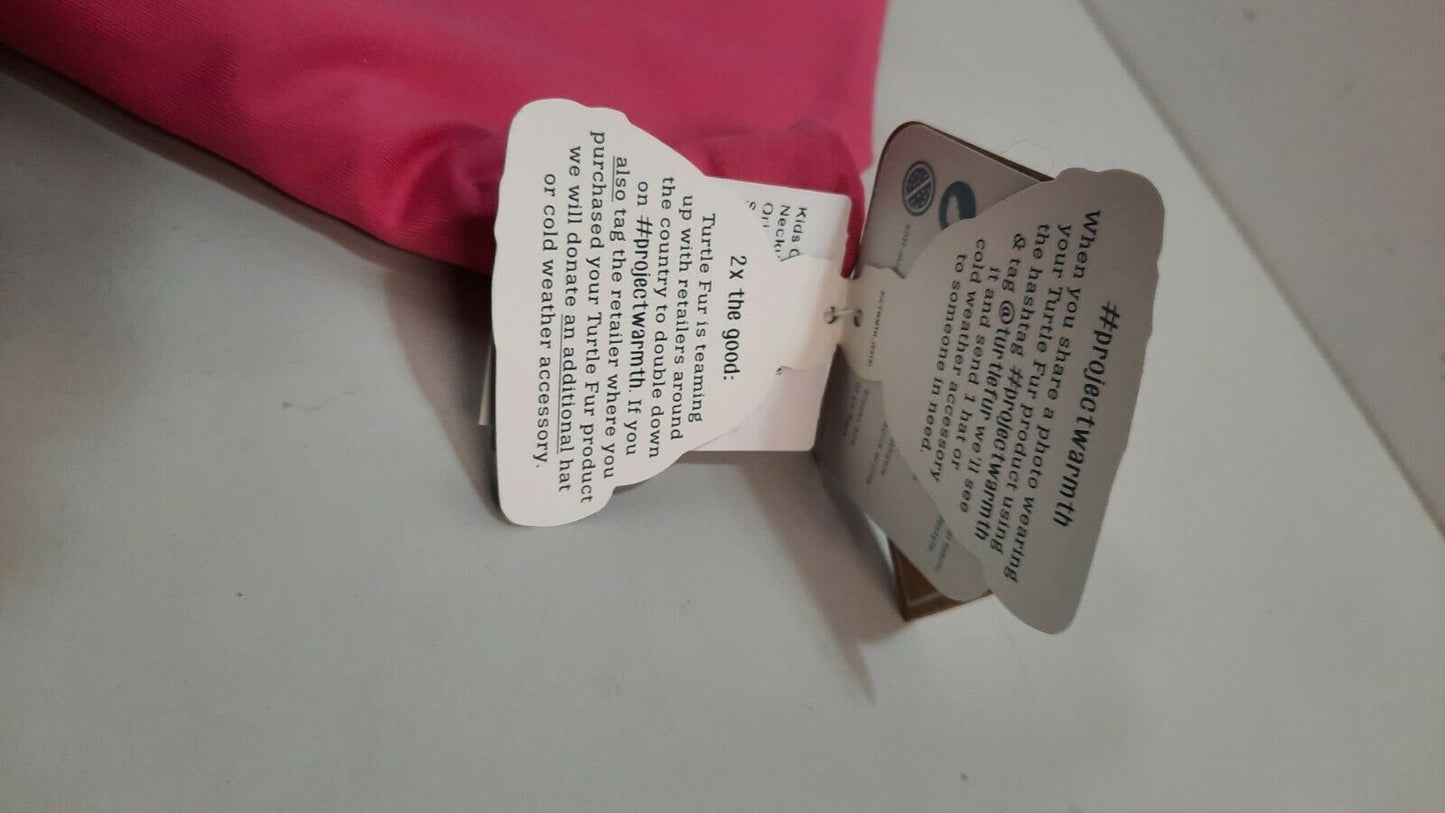 2x the good:
Turtle Fur is teaming
up with retailers around
the country to double down
on #projectwarmth. If you
also tag the retailer where you
purchased your Turtle Fur product
we will donate an additional hat
or cold weather accessory.
Kids
Neck
#projectwarmth
When you share a photo wearing
your Turtle Fur product using
the hashtag #projectwarmth
& tag @turtlefur we'll see
it and send 1 hat or
cold weather accessory
to someone in need.